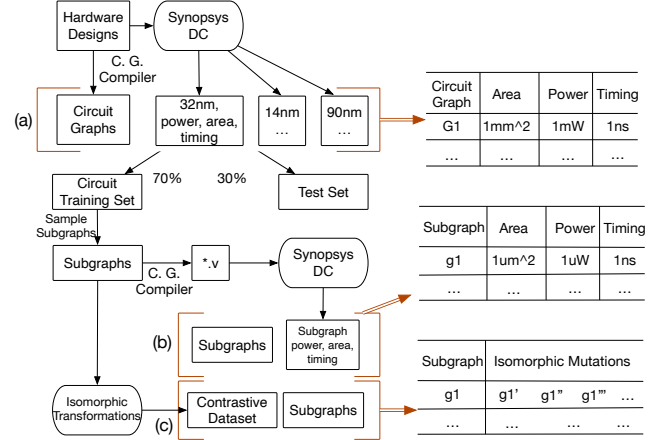 Hardware
Designs
Synopsys
DC
C. G.
Compiler
(a)
Circuit
Graphs
32nm,
power, area,
timing
14nm
...
90nm
...
Circuit
Graph
Area
Power
Timing
G1
1mm^2
1mW
1ns
...
...
...
...
70%
30%
Circuit
Training Set
Test Set
Sample
Subgraphs
Subgraphs
C. G.
Compiler
*.v
Synopsys
DC
Subgraph
Area
Power
Timing
g1
1um^2
1uW
1ns
...
...
...
...
(b)
Subgraphs
Subgraph
power, area,
timing
Subgraph
Isomorphic Mutations
g1
g1' g1'' g1''' ...
...
... ... ...
Isomorphic
Transformations
(c)
Contrastive
Dataset
Subgraphs